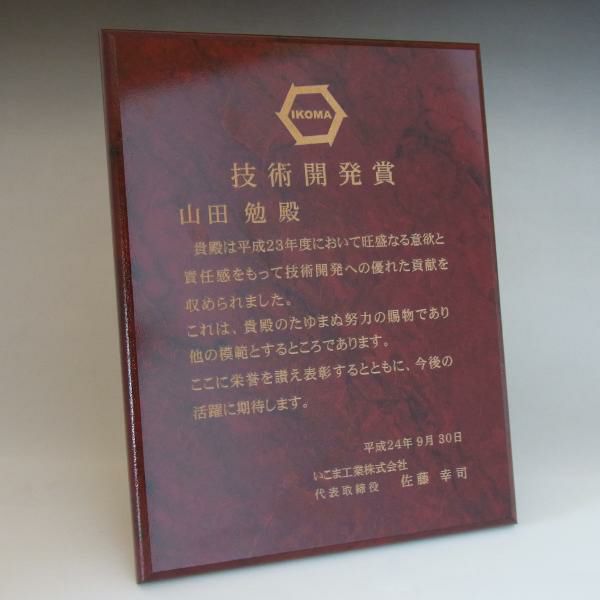 IKOMA
技術開発賞
山田 勉 殿
貴殿は平成23年度において旺盛なる意欲と
責任感をもって技術開発への優れた貢献を
収められました。
これは、貴殿のたゆまぬ努力の賜物であり
他の模範とするところであります。
ここに栄誉を讃え表彰するとともに、今後の
活躍に期待します。
平成24年9月30日
いこま工業株式会社
代表取締役 佐藤 幸司